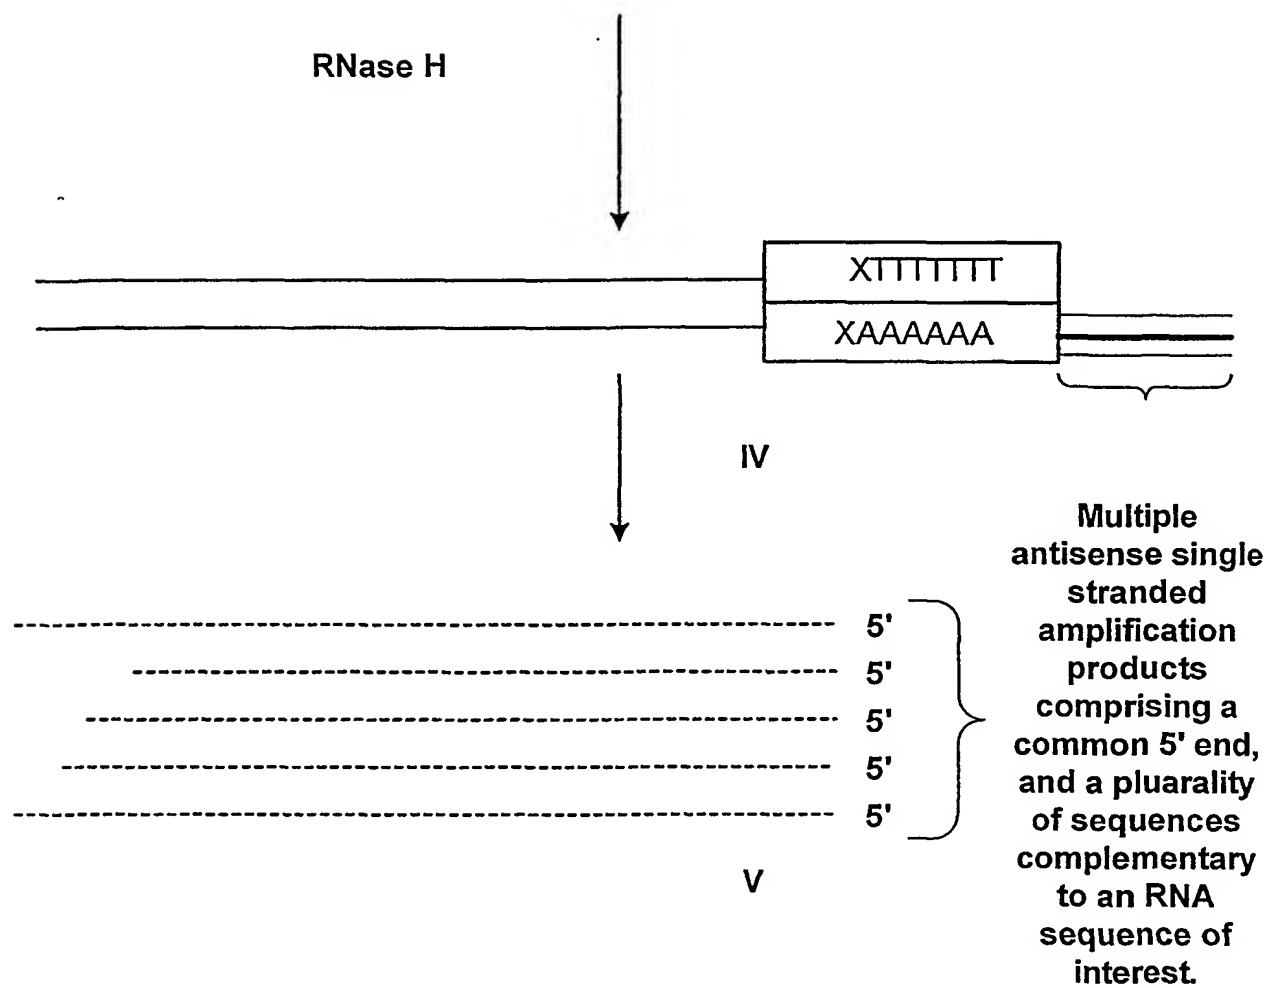 RNase H
XTTTTTTT
XAAAAAA
IV
Multiple
antisense single
stranded
amplification
products
comprising a
common 5' end,
and a pluarality
of sequences
complementary
to an RNA
sequence of
interest.
5'
5'
5'
5'
5'
V